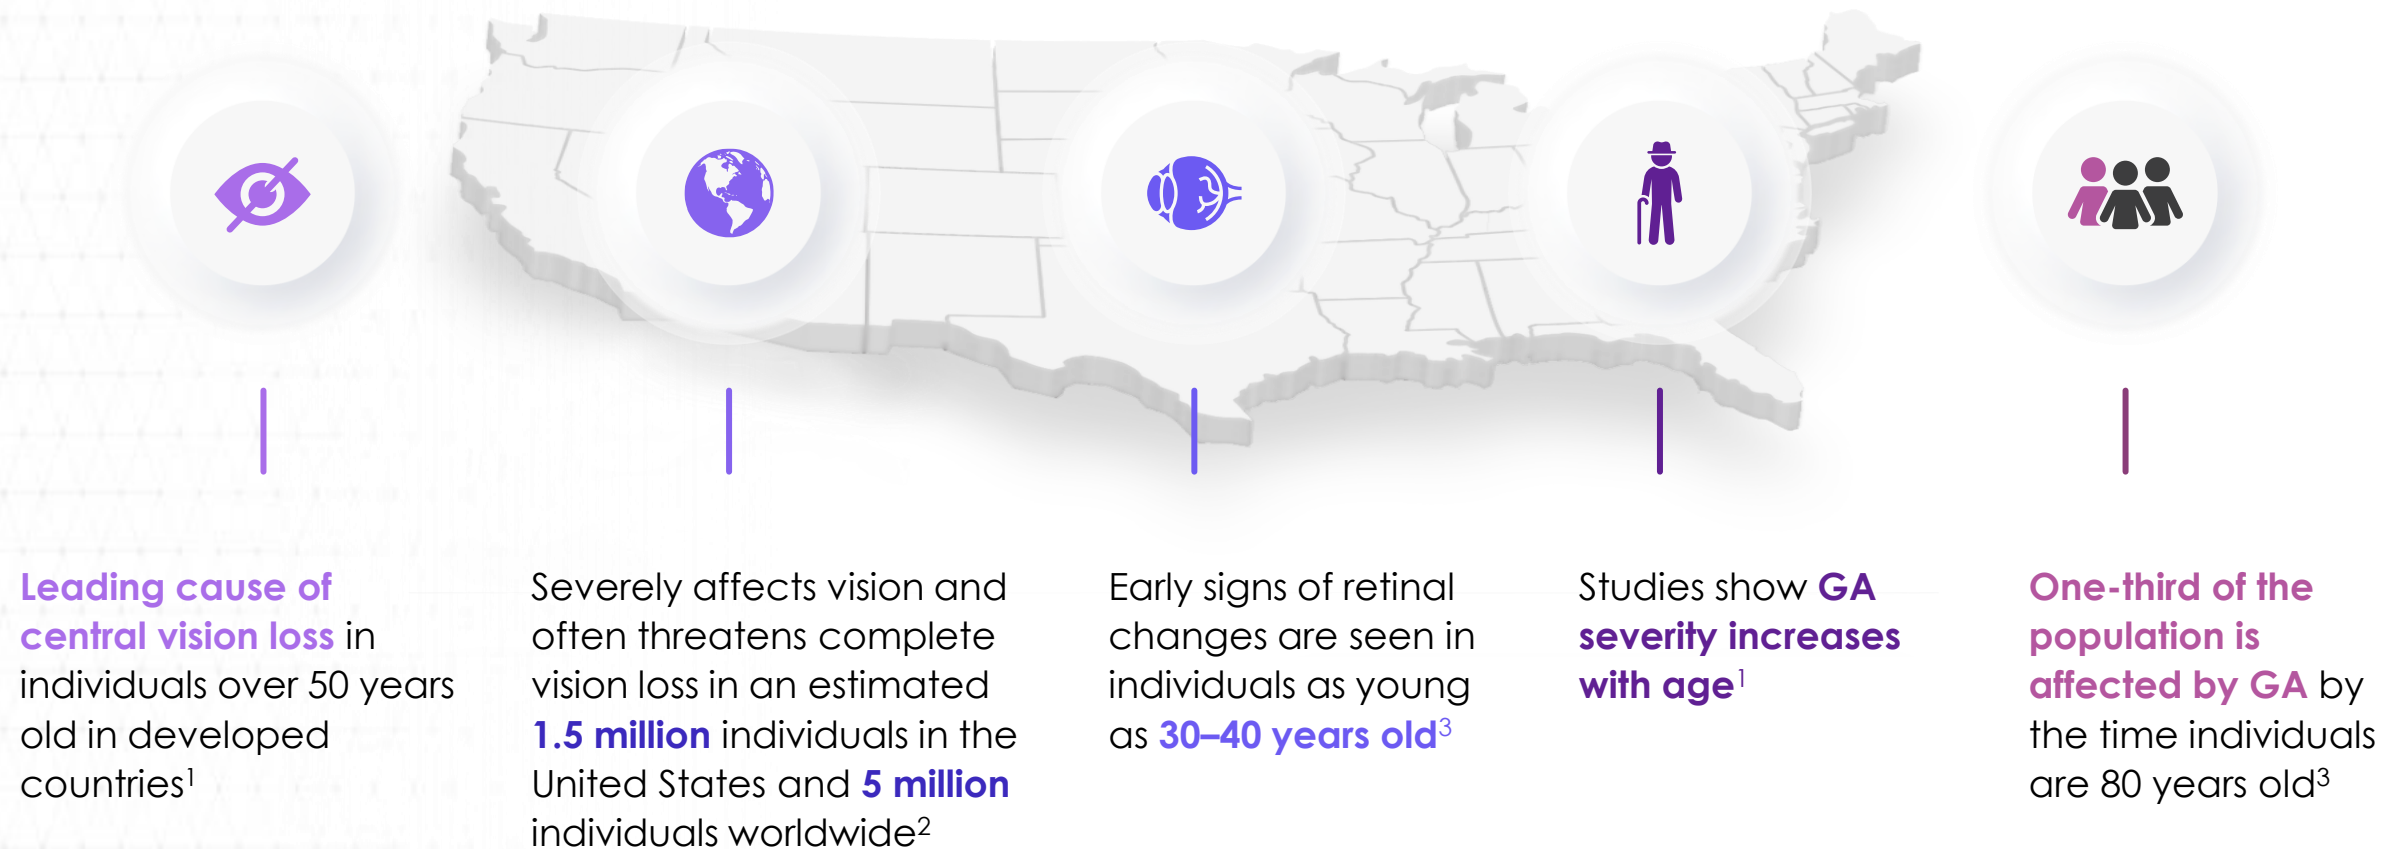 Leading cause of
central vision loss in
individuals over 50 years
old in developed
countries¹
Severely affects vision and
often threatens complete
vision loss in an estimated
1.5 million individuals in the
United States and 5 million
individuals worldwide²
Early signs of retinal
changes are seen in
individuals as young
as 30–40 years old³
Studies show GA
severity increases
with age¹
One-third of the
population is
affected by GA by
the time individuals
are 80 years old³